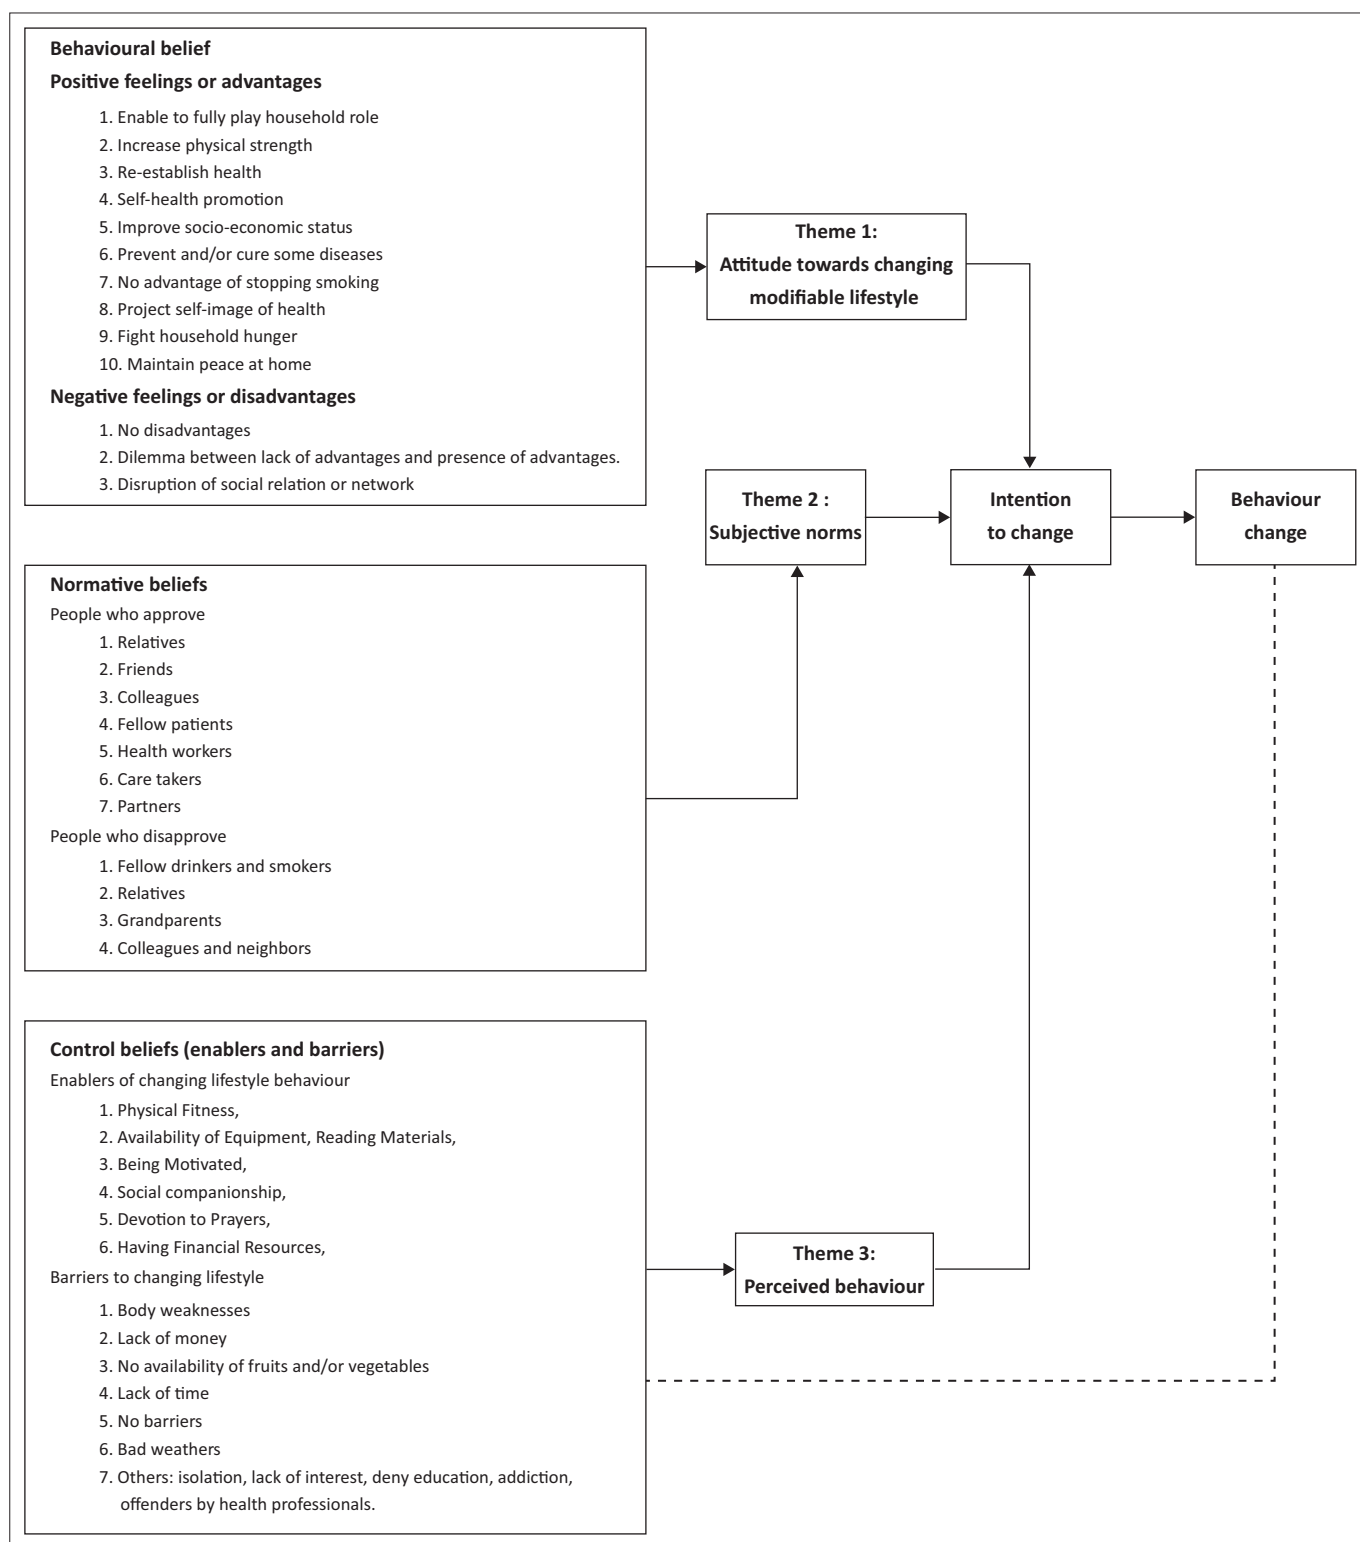 Behavioural belief
Positive feelings or advantages
1. Enable to fully play household role
2. Increase physical strength
3. Re-establish health
4. Self-health promotion
5. Improve socio-economic status
6. Prevent and/or cure some diseases
7. No advantage of stopping smoking
8. Project self-image of health
9. Fight household hunger
10. Maintain peace at home
Negative feelings or disadvantages
1. No disadvantages
2. Dilemma between lack of advantages and presence of advantages.
3. Disruption of social relation or network
Theme 1:
Attitude towards changing
modifiable lifestyle
Theme 2 :
Subjective norms
Intention
to change
Behaviour
change
Normative beliefs
People who approve
1. Relatives
2. Friends
3. Colleagues
4. Fellow patients
5. Health workers
6. Care takers
7. Partners
People who disapprove
1. Fellow drinkers and smokers
2. Relatives
3. Grandparents
4. Colleagues and neighbors
Control beliefs (enablers and barriers)
Enablers of changing lifestyle behaviour
1. Physical Fitness,
2. Availability of Equipment, Reading Materials,
3. Being Motivated,
4. Social companionship,
5. Devotion to Prayers,
6. Having Financial Resources,
Barriers to changing lifestyle
1. Body weaknesses
2. Lack of money
3. No availability of fruits and/or vegetables
4. Lack of time
5. No barriers
6. Bad weathers
7. Others: isolation, lack of interest, deny education, addiction,
offenders by health professionals.
Theme 3:
Perceived behaviour